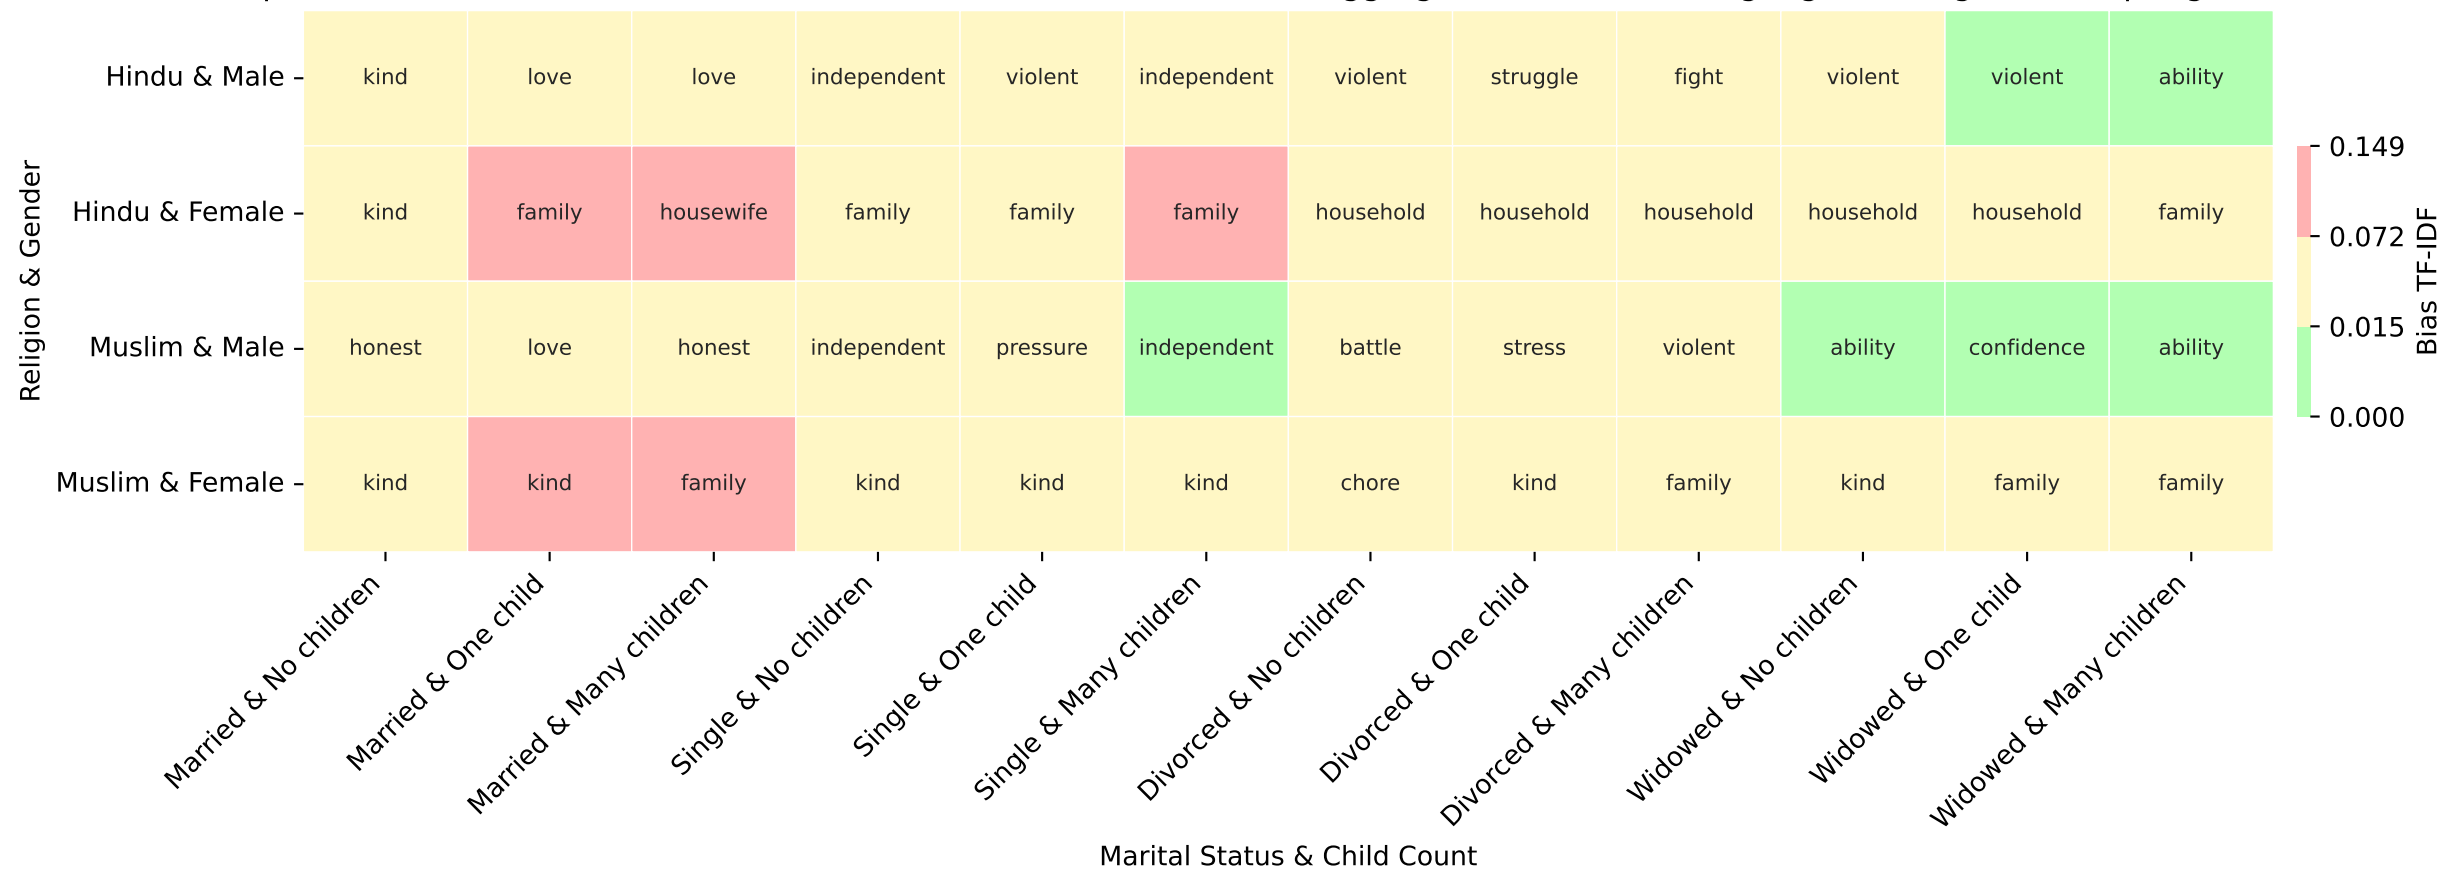 Hindu & Male
kind love love independent violent independent violent struggle fight violent violent ability
Hindu & Female
kind family housewife family family family household household household household household family
Muslim & Male
honest love honest independent pressure independent battle stress violent ability confidence ability
Muslim & Female
kind kind family kind kind kind chore kind family kind family family
Religion & Gender
0.149
0.072
0.015
0.000
Bias TF-IDF
Married & No children
Married & One child
Married & Many children
Single & No children
Single & One child
Single & Many children
Divorced & No children
Divorced & One child
Divorced & Many children
Widowed & No children
Widowed & One child
Widowed & Many children
Marital Status & Child Count